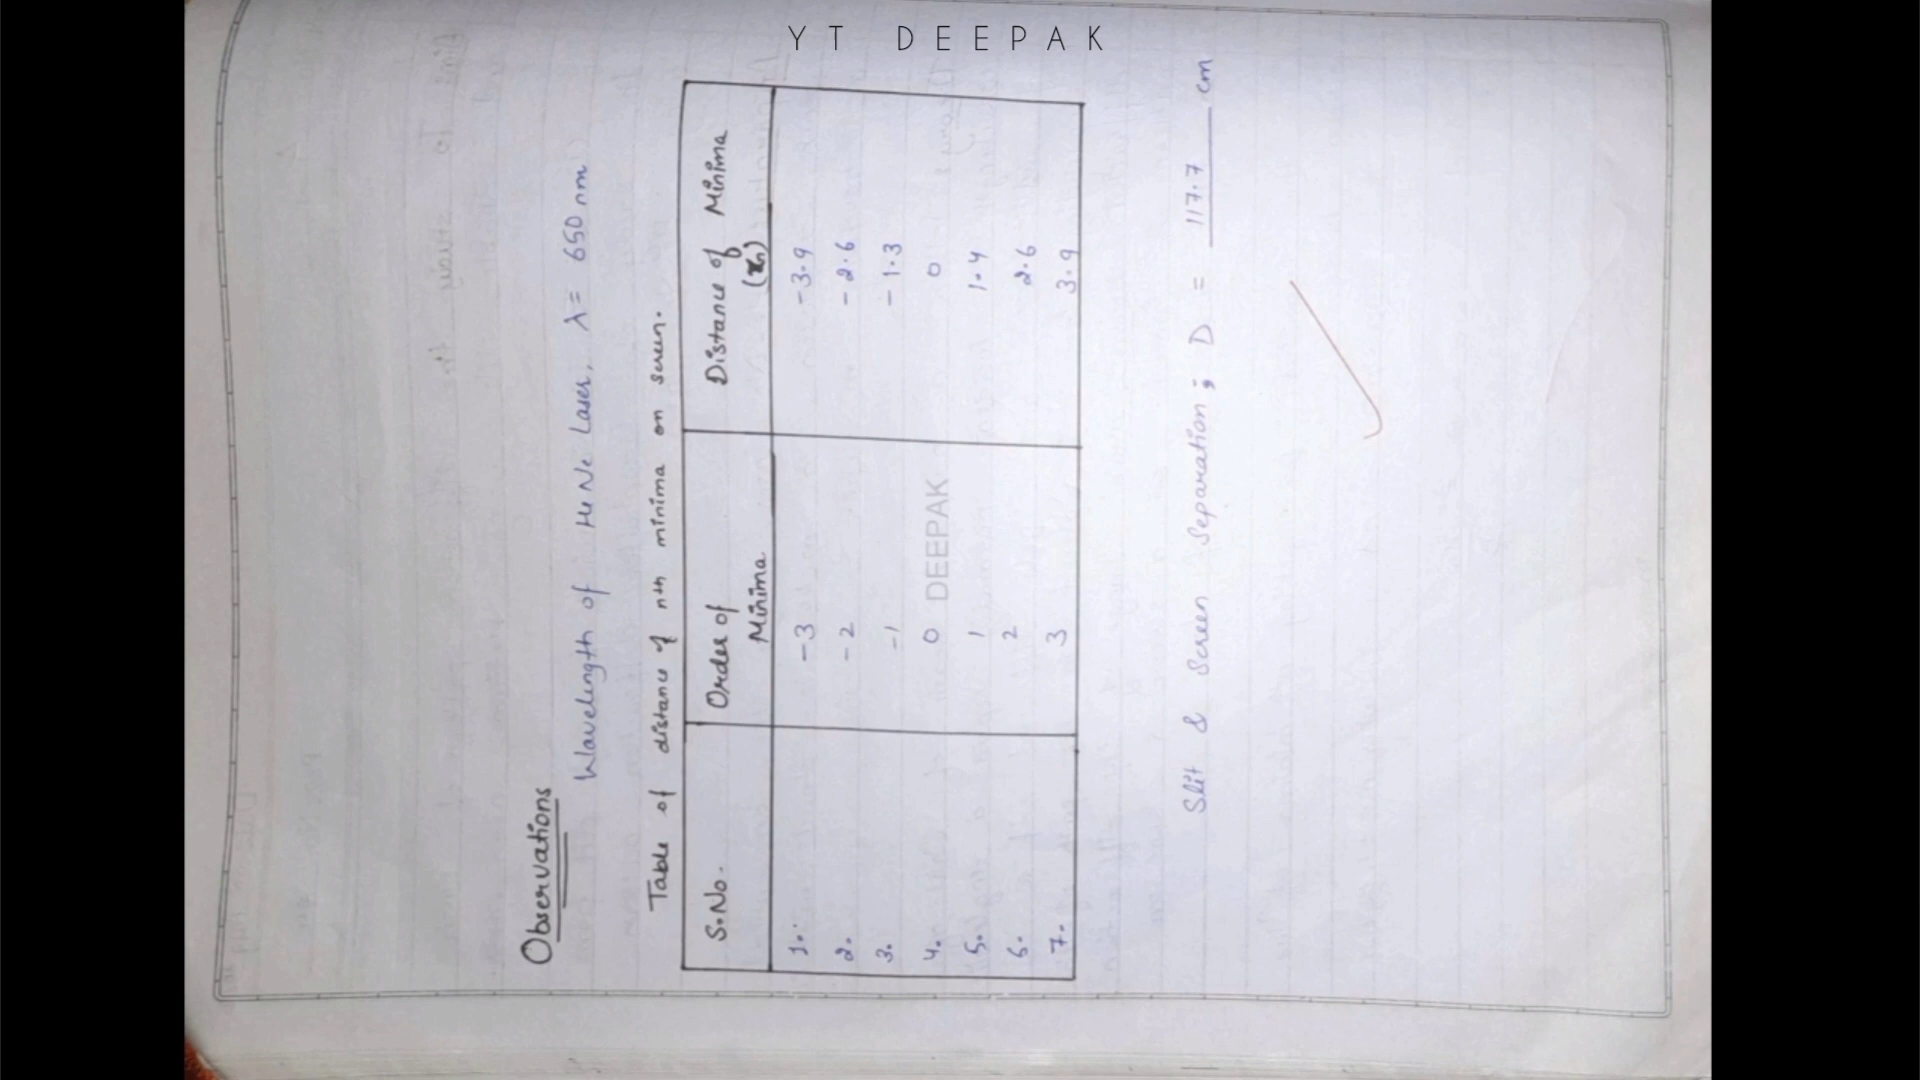 YT DEEPAK
Observations
Wavelength of HeNe Laser, λ = 650 nm
Table of distance of nth minima on screen.
S.No. Order of Minima Distance of Minima (xn)
1. -3 -3.9
2. -2 -2.6
3. -1 -1.3
4. 0 0
5. 1 1.4
6. 2 2.6
7. 3 3.9
DEEPAK
Slit & Screen Separation; D = 117.7 cm